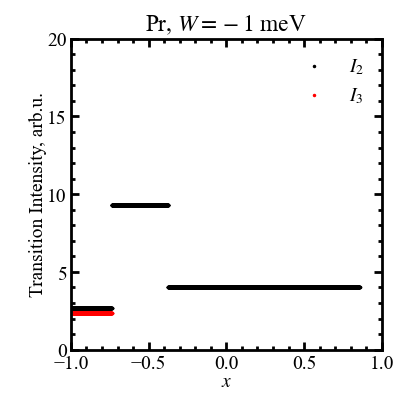 Pr, W = − 1 meV
20
I₂
I₃
15
Transition Intensity, arb.u.
10
5
0
−1.0 −0.5 0.0 0.5 1.0
x